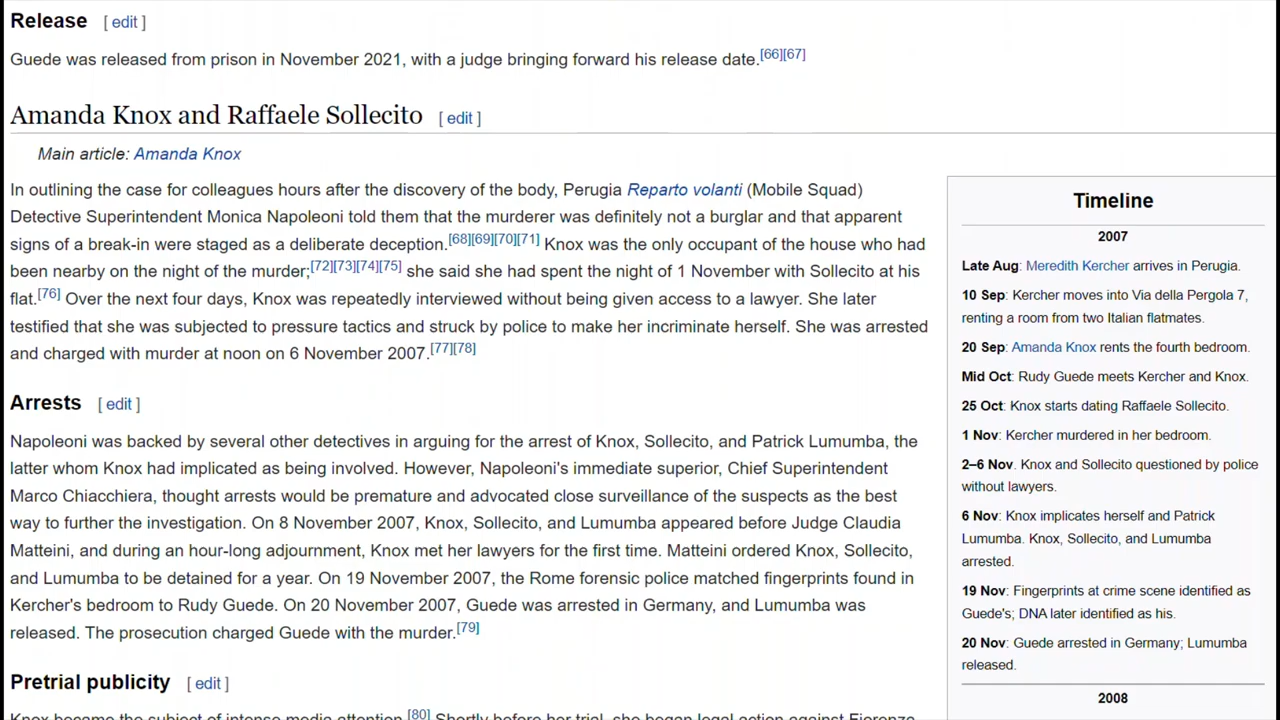 Release [ edit ]
Guede was released from prison in November 2021, with a judge bringing forward his release date.[66][67]
Amanda Knox and Raffaele Sollecito [ edit ]
Main article: Amanda Knox
In outlining the case for colleagues hours after the discovery of the body, Perugia Reparto volanti (Mobile Squad)
Detective Superintendent Monica Napoleoni told them that the murderer was definitely not a burglar and that apparent
signs of a break-in were staged as a deliberate deception.[68][69][70][71] Knox was the only occupant of the house who had
been nearby on the night of the murder;[72][73][74][75] she said she had spent the night of 1 November with Sollecito at his
flat.[76] Over the next four days, Knox was repeatedly interviewed without being given access to a lawyer. She later
testified that she was subjected to pressure tactics and struck by police to make her incriminate herself. She was arrested
and charged with murder at noon on 6 November 2007.[77][78]
Arrests [ edit ]
Napoleoni was backed by several other detectives in arguing for the arrest of Knox, Sollecito, and Patrick Lumumba, the
latter whom Knox had implicated as being involved. However, Napoleoni's immediate superior, Chief Superintendent
Marco Chiacchiera, thought arrests would be premature and advocated close surveillance of the suspects as the best
way to further the investigation. On 8 November 2007, Knox, Sollecito, and Lumumba appeared before Judge Claudia
Matteini, and during an hour-long adjournment, Knox met her lawyers for the first time. Matteini ordered Knox, Sollecito,
and Lumumba to be detained for a year. On 19 November 2007, the Rome forensic police matched fingerprints found in
Kercher's bedroom to Rudy Guede. On 20 November 2007, Guede was arrested in Germany, and Lumumba was
released. The prosecution charged Guede with the murder.[79]
Pretrial publicity [ edit ]
Knox became the subject of intense media attention.[80] Shortly before her trial, she began legal action against Fiorenza
Timeline
2007
Late Aug: Meredith Kercher arrives in Perugia.
10 Sep: Kercher moves into Via della Pergola 7,
renting a room from two Italian flatmates.
20 Sep: Amanda Knox rents the fourth bedroom.
Mid Oct: Rudy Guede meets Kercher and Knox.
25 Oct: Knox starts dating Raffaele Sollecito.
1 Nov: Kercher murdered in her bedroom.
2–6 Nov. Knox and Sollecito questioned by police
without lawyers.
6 Nov: Knox implicates herself and Patrick
Lumumba. Knox, Sollecito, and Lumumba
arrested.
19 Nov: Fingerprints at crime scene identified as
Guede's; DNA later identified as his.
20 Nov: Guede arrested in Germany; Lumumba
released.
2008